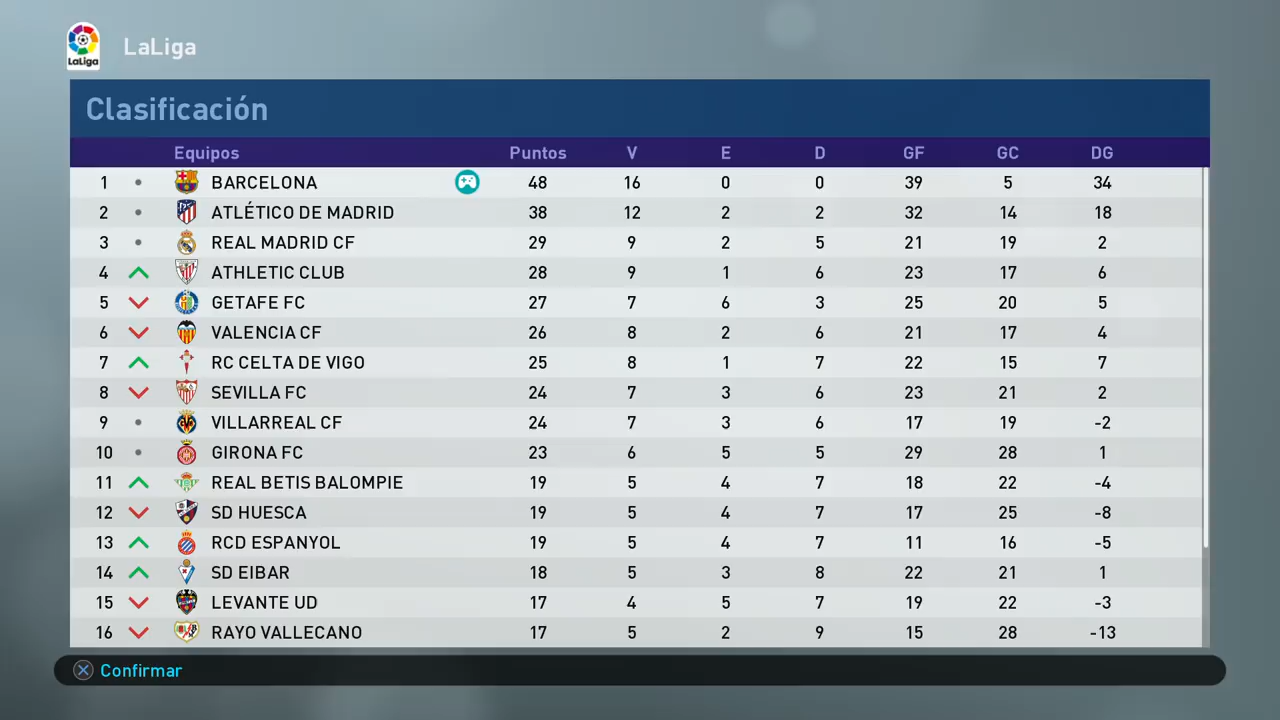 LaLiga
LaLiga
Clasificación
Equipos Puntos V E D GF GC DG
1 BARCELONA 48 16 0 0 39 5 34
2 ATLÉTICO DE MADRID 38 12 2 2 32 14 18
3 REAL MADRID CF 29 9 2 5 21 19 2
4 ATHLETIC CLUB 28 9 1 6 23 17 6
5 GETAFE FC 27 7 6 3 25 20 5
6 VALENCIA CF 26 8 2 6 21 17 4
7 RC CELTA DE VIGO 25 8 1 7 22 15 7
8 SEVILLA FC 24 7 3 6 23 21 2
9 VILLARREAL CF 24 7 3 6 17 19 -2
10 GIRONA FC 23 6 5 5 29 28 1
11 REAL BETIS BALOMPIE 19 5 4 7 18 22 -4
12 SD HUESCA 19 5 4 7 17 25 -8
13 RCD ESPANYOL 19 5 4 7 11 16 -5
14 SD EIBAR 18 5 3 8 22 21 1
15 LEVANTE UD 17 4 5 7 19 22 -3
16 RAYO VALLECANO 17 5 2 9 15 28 -13
Confirmar